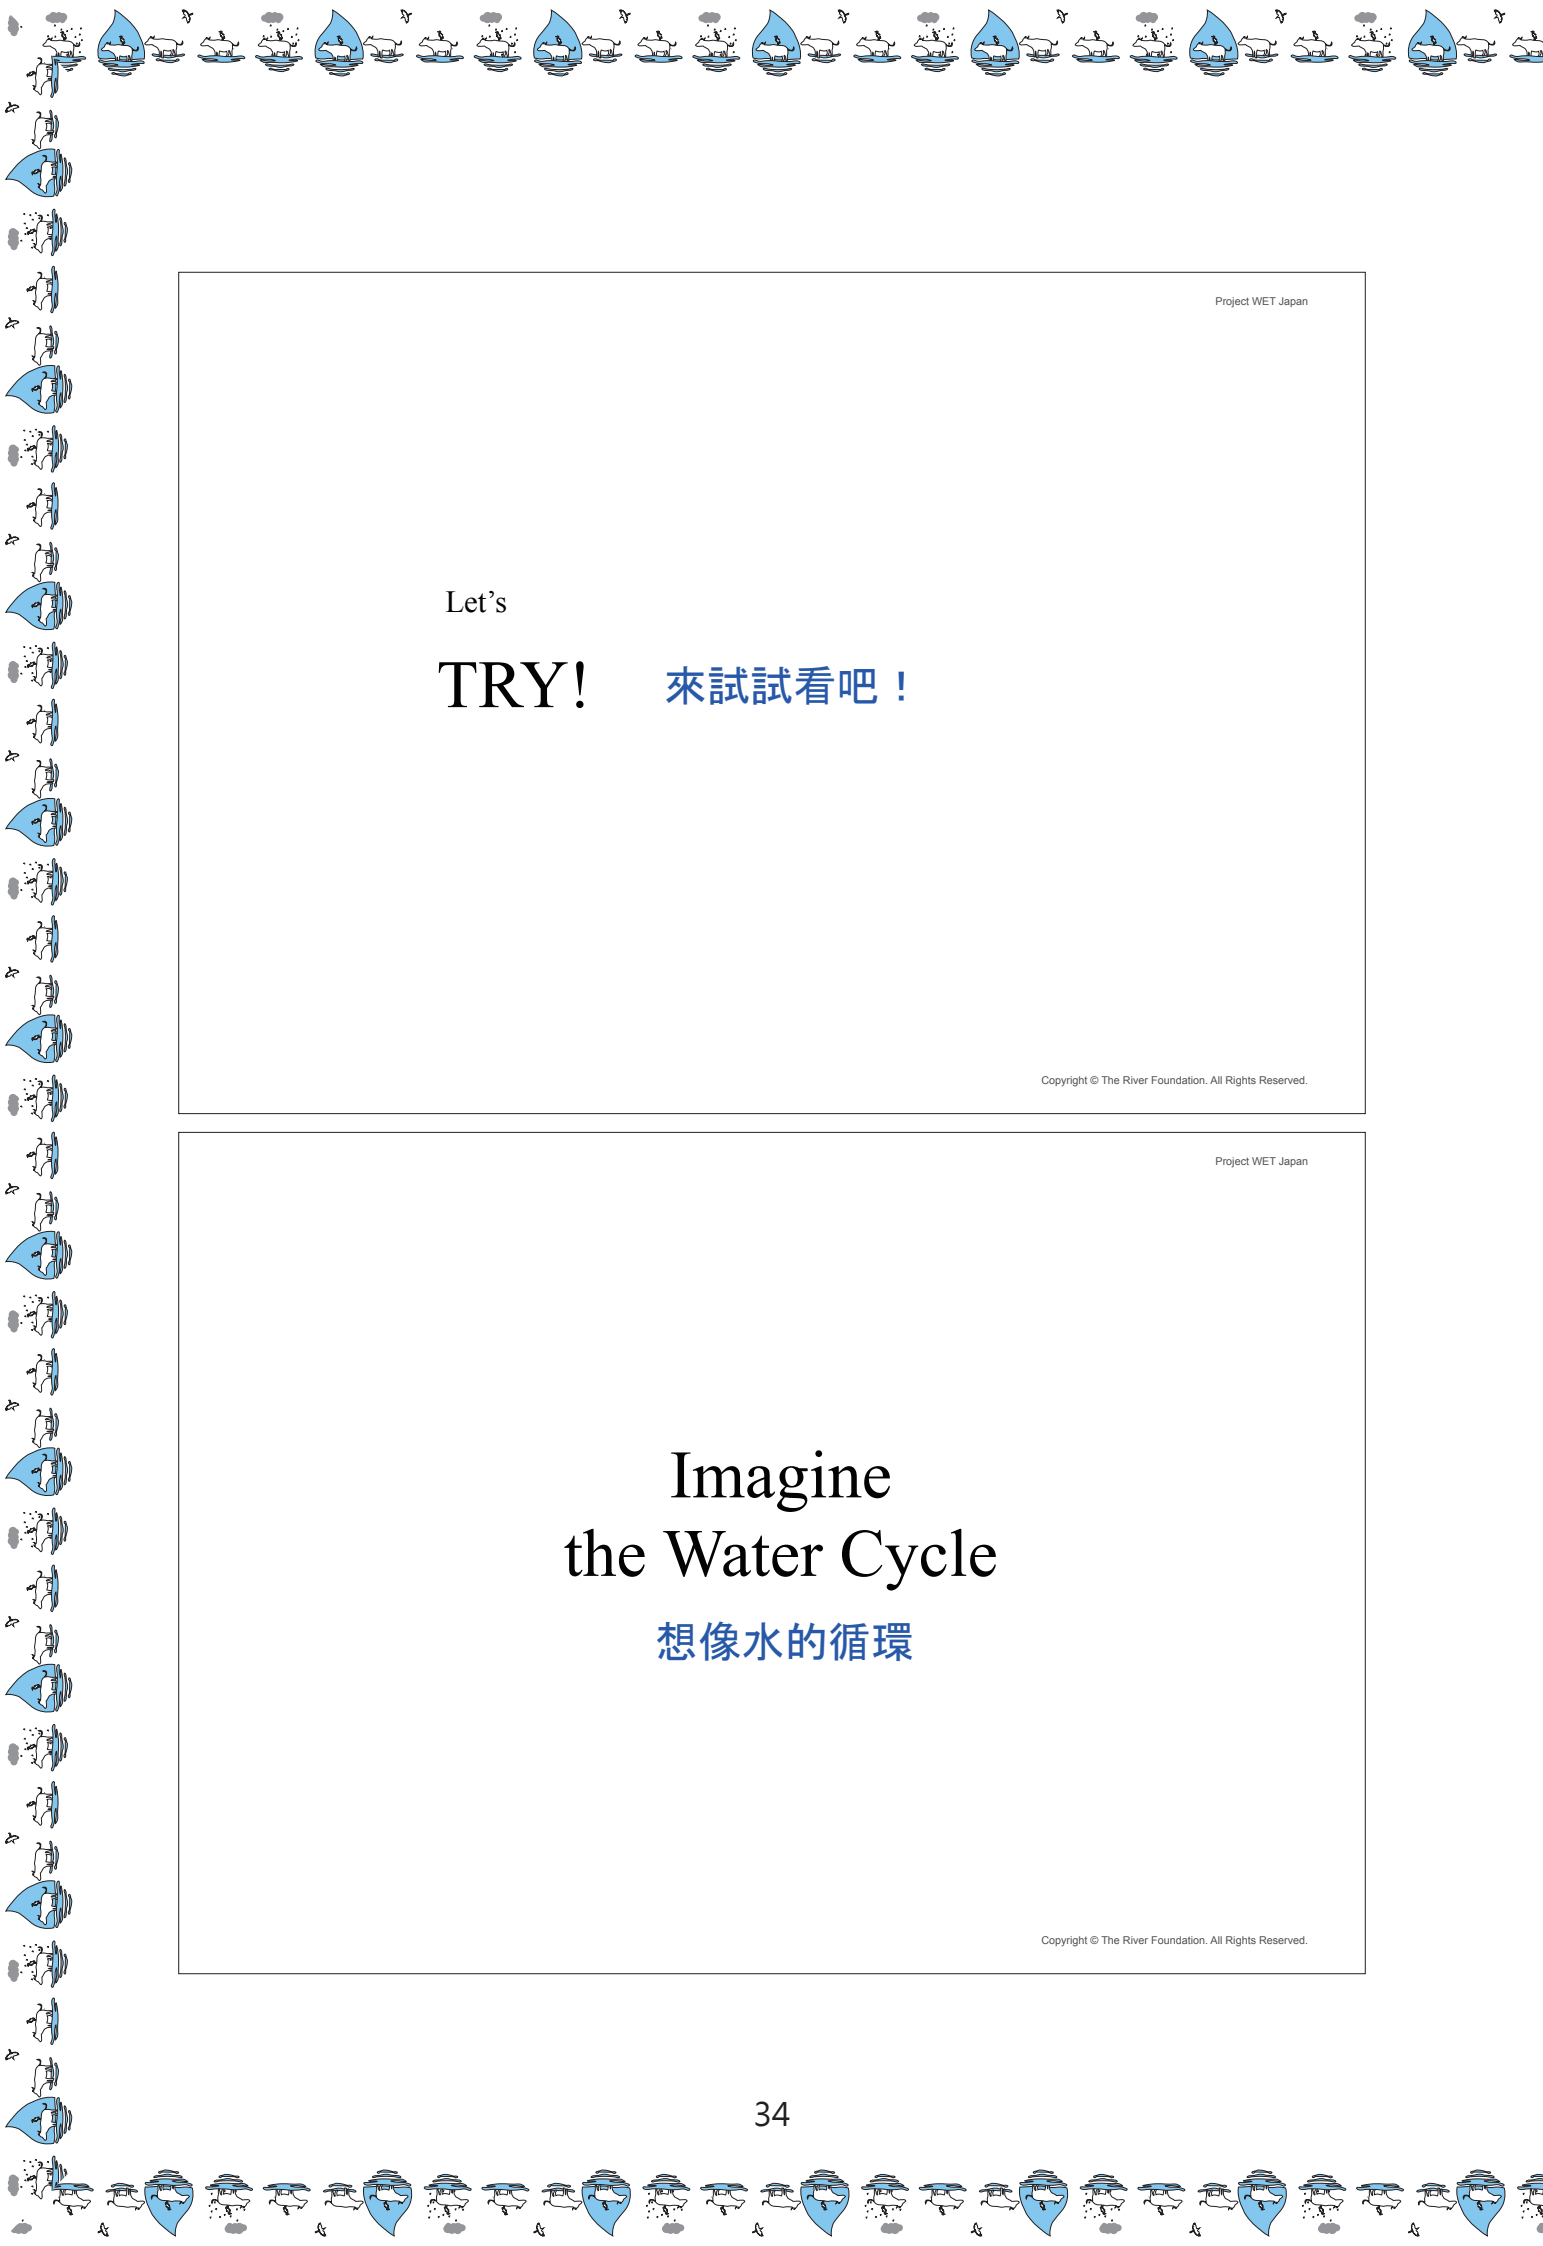 Project WET Japan
Let’s
TRY! 來試試看吧！
Copyright © The River Foundation. All Rights Reserved.
Project WET Japan
Imagine
the Water Cycle
想像水的循環
Copyright © The River Foundation. All Rights Reserved.
34